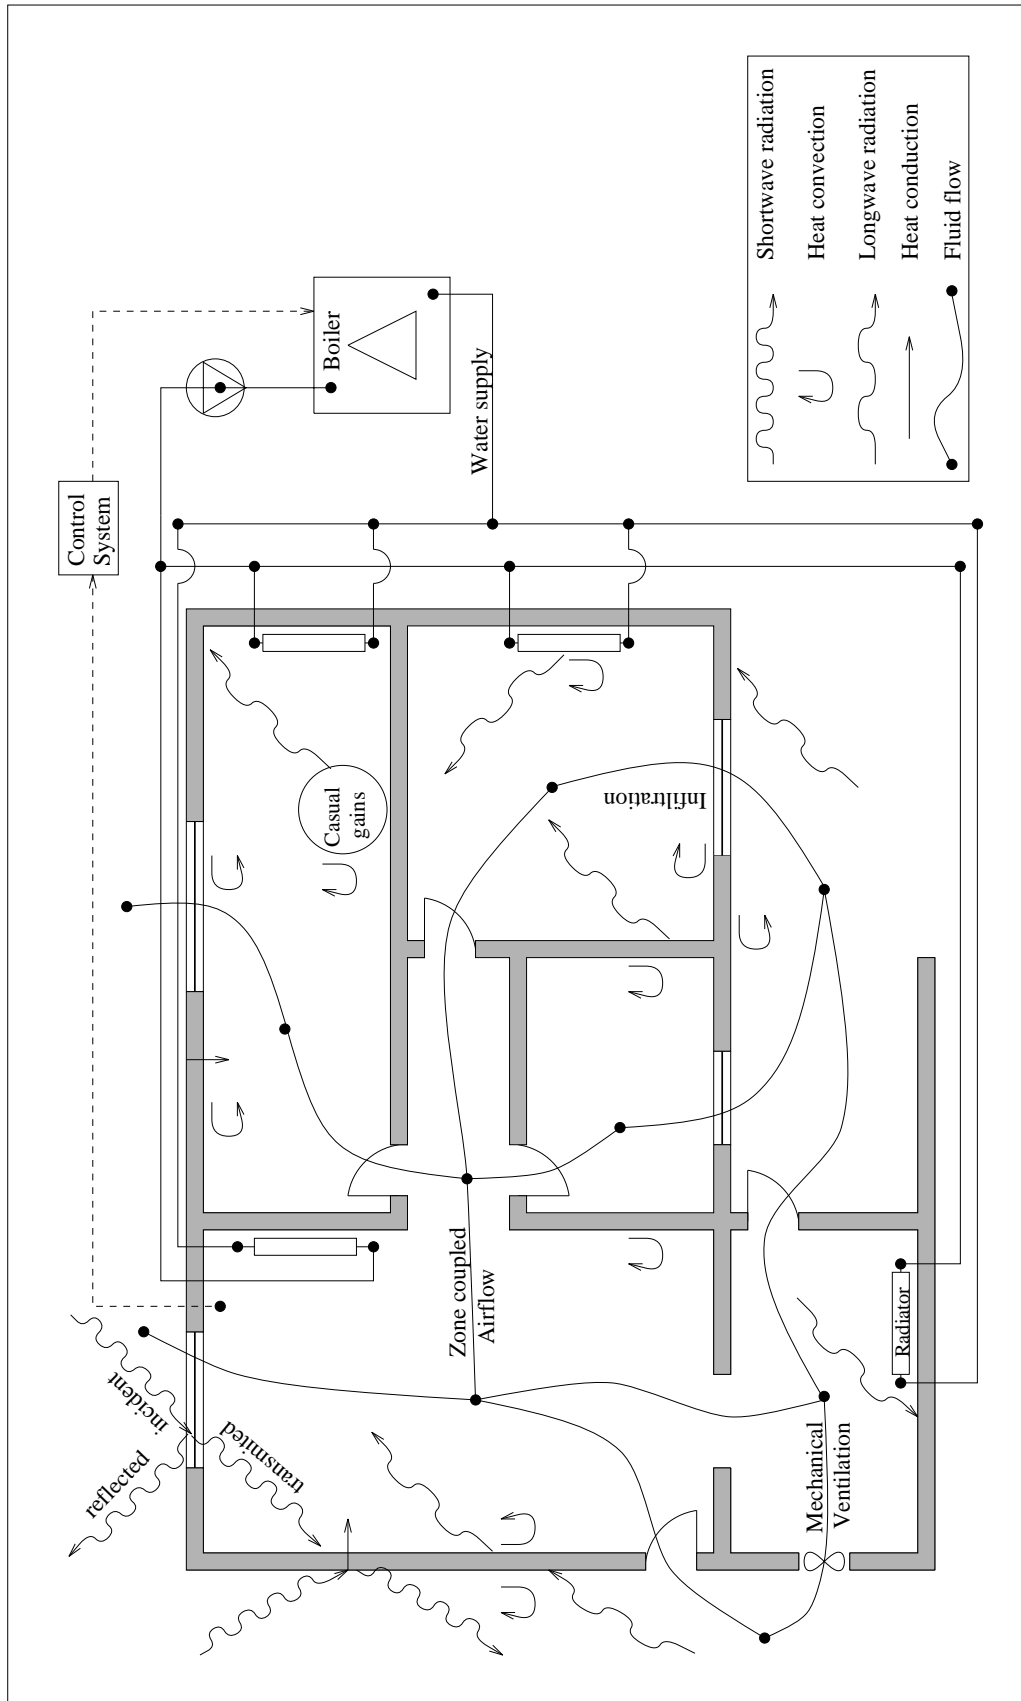 reflected
incident
transmited
Control
System
Boiler
Water supply
Casual
gains
Infiltration
Zone coupled
Airflow
Mechanical
Ventilation
Radiator
Shortwave radiation
Heat convection
Longwave radiation
Heat conduction
Fluid flow